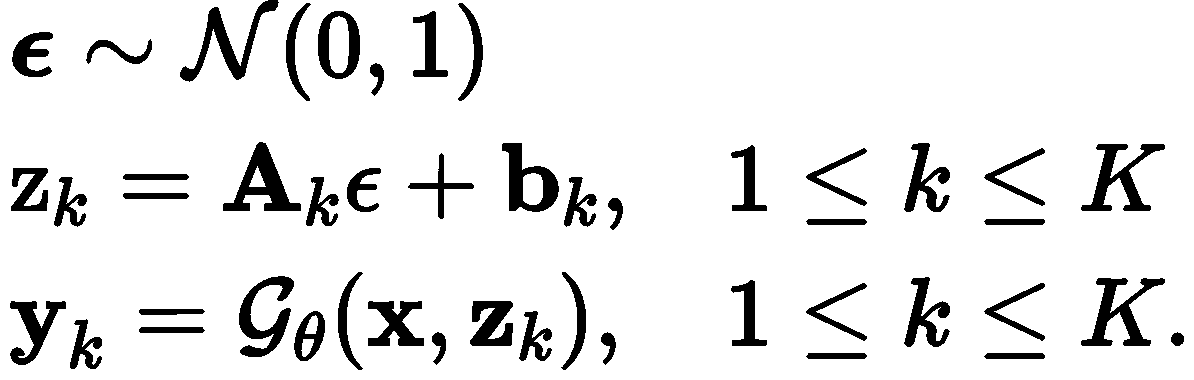 ϵ ∼ 𝒩(0, 1)
z_k = A_k ϵ + b_k, 1 ≤ k ≤ K
y_k = 𝒢_θ(x, z_k), 1 ≤ k ≤ K.